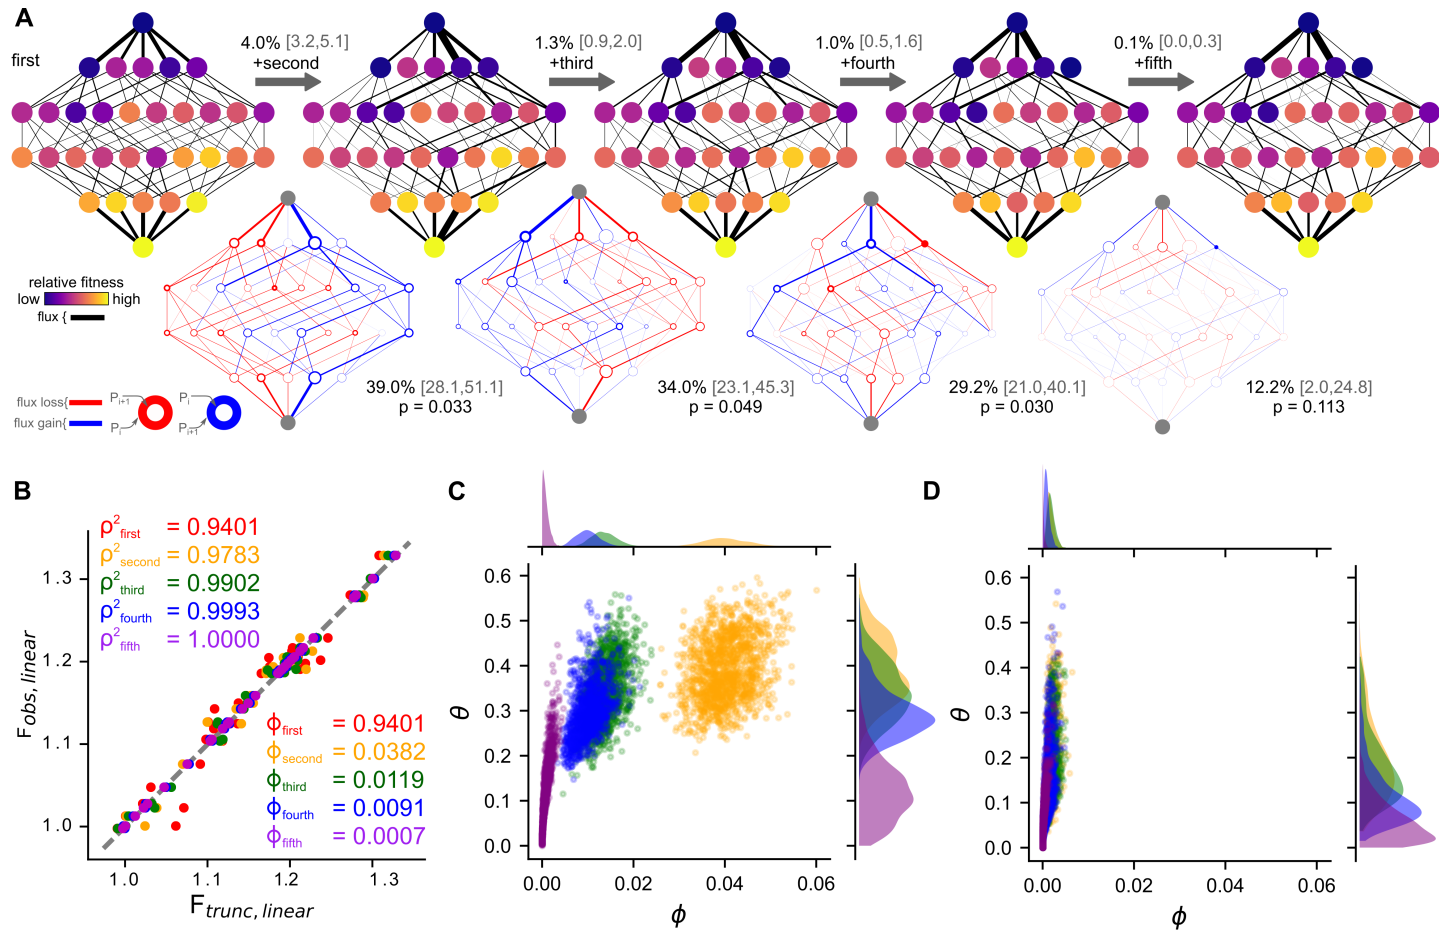 A
first
4.0% [3.2,5.1]
+second
1.3% [0.9,2.0]
+third
1.0% [0.5,1.6]
+fourth
0.1% [0.0,0.3]
+fifth
relative fitness
low high
flux {
flux loss{
flux gain{
Pi+1
Pi
Pi
Pi+1
39.0% [28.1,51.1]
p = 0.033
34.0% [23.1,45.3]
p = 0.049
29.2% [21.0,40.1]
p = 0.030
12.2% [2.0,24.8]
p = 0.113
B
ρ²first = 0.9401
ρ²second = 0.9783
ρ²third = 0.9902
ρ²fourth = 0.9993
ρ²fifth = 1.0000
ϕfirst = 0.9401
ϕsecond = 0.0382
ϕthird = 0.0119
ϕfourth = 0.0091
ϕfifth = 0.0007
Fobs, linear
1.3
1.2
1.1
1.0
1.0 1.1 1.2 1.3
Ftrunc, linear
C
θ
0.6
0.5
0.4
0.3
0.2
0.1
0.0
0.00 0.02 0.04 0.06
ϕ
D
θ
0.6
0.5
0.4
0.3
0.2
0.1
0.0
0.00 0.02 0.04 0.06
ϕ